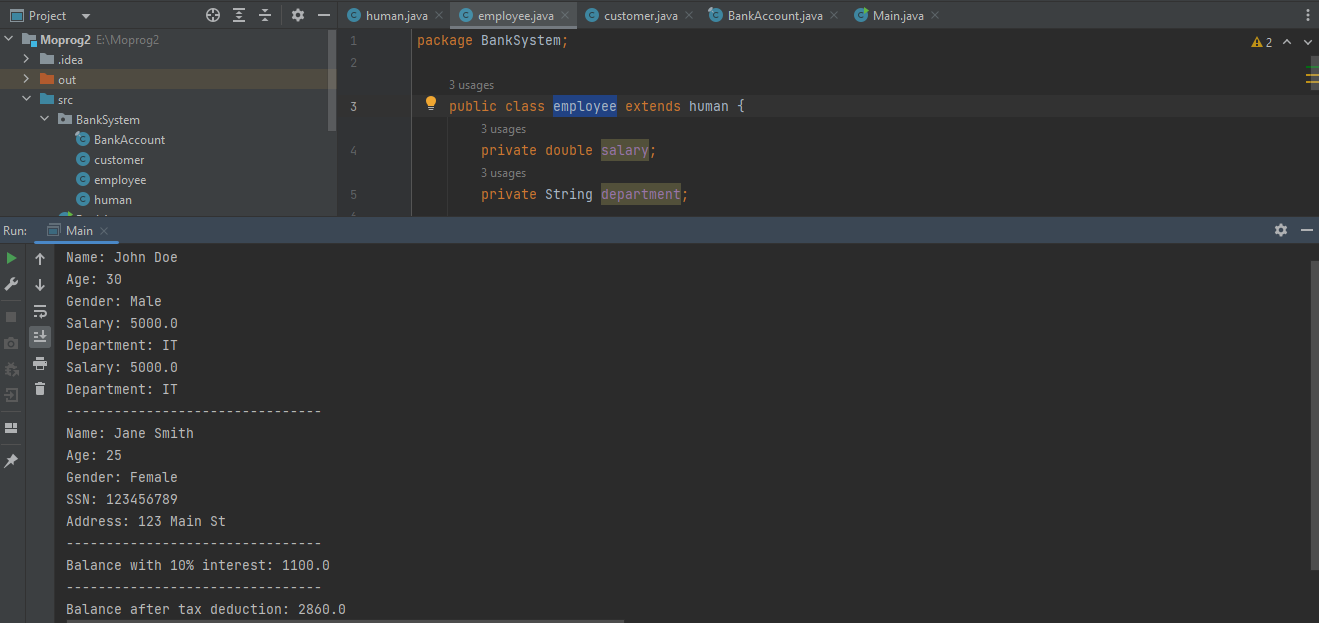 Project
human.java employee.java customer.java BankAccount.java Main.java
Moprog2 E:\Moprog2
.idea
out
src
BankSystem
BankAccount
customer
employee
human
1 package BankSystem;
2
3 usages
3 public class employee extends human {
3 usages
4 private double salary;
3 usages
5 private String department;
2
Run: Main
Name: John Doe
Age: 30
Gender: Male
Salary: 5000.0
Department: IT
Salary: 5000.0
Department: IT
--------------------------------
Name: Jane Smith
Age: 25
Gender: Female
SSN: 123456789
Address: 123 Main St
--------------------------------
Balance with 10% interest: 1100.0
--------------------------------
Balance after tax deduction: 2860.0